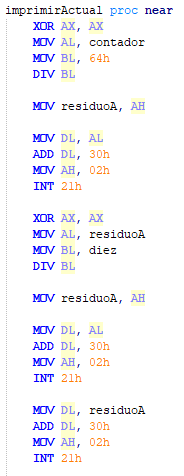 imprimirActual proc near
XOR AX, AX
MOV AL, contador
MOV BL, 64h
DIV BL
MOV residuoA, AH
MOV DL, AL
ADD DL, 30h
MOV AH, 02h
INT 21h
XOR AX, AX
MOV AL, residuoA
MOV BL, diez
DIV BL
MOV residuoA, AH
MOV DL, AL
ADD DL, 30h
MOV AH, 02h
INT 21h
MOV DL, residuoA
ADD DL, 30h
MOV AH, 02h
INT 21h